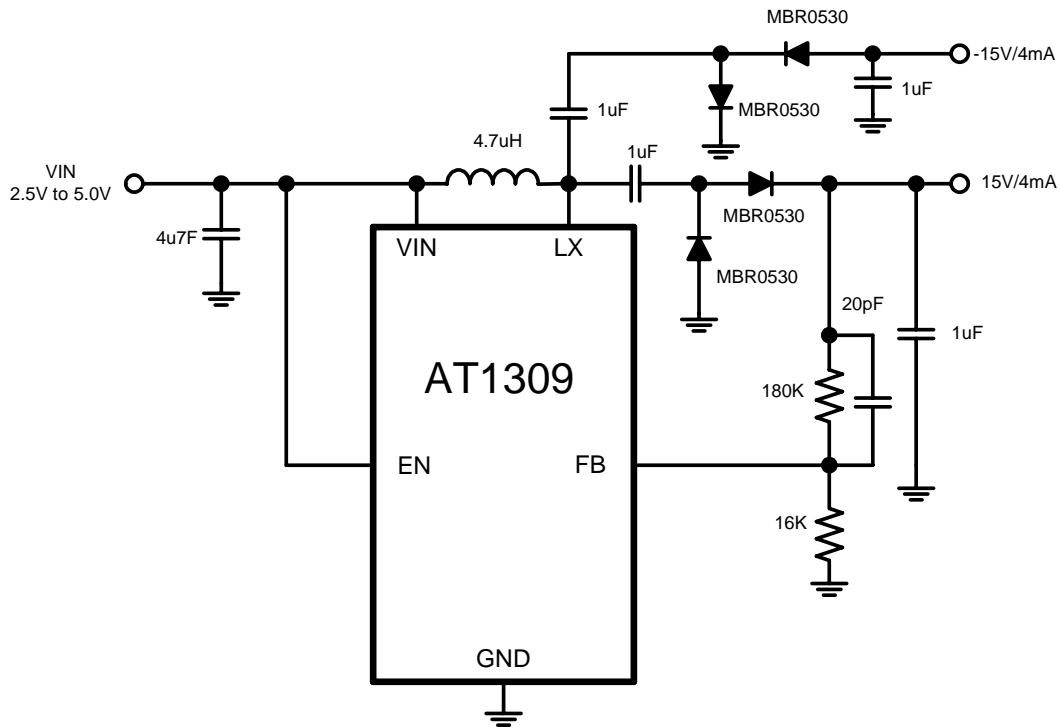 MBR0530
-15V/4mA
1uF
MBR0530
1uF
4.7uH
1uF
VIN
2.5V to 5.0V
15V/4mA
MBR0530
4u7F
VIN
LX
MBR0530
20pF
1uF
AT1309
180K
EN
FB
16K
GND